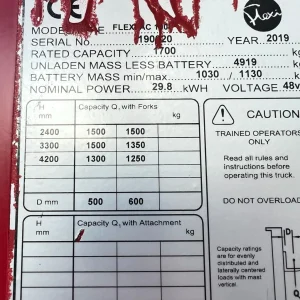 CE
Flexi
MODEL TYPE FLEXI AC 1
SERIAL No. 190 20 YEAR 2019
RATED CAPACITY 1700 kg
UNLADEN MASS LESS BATTERY 4919 kg
BATTERY MASS min/max 1030 / 1130 kg
NOMINAL POWER 29.8 kWH VOLTAGE 48v
H mm Capacity Q, with Forks kg
2400 1500 1500
3300 1500 1350
4200 1300 1250
D mm 500 600
H mm Capacity Q, with Attachment kg
! CAUTION
TRAINED OPERATORS
ONLY
Read all rules and
instructions before
operating this truck.
DO NOT OVERLOAD
Capacity ratings
are for evenly
distributed and
laterally centered
loads with mast
vertical.
H